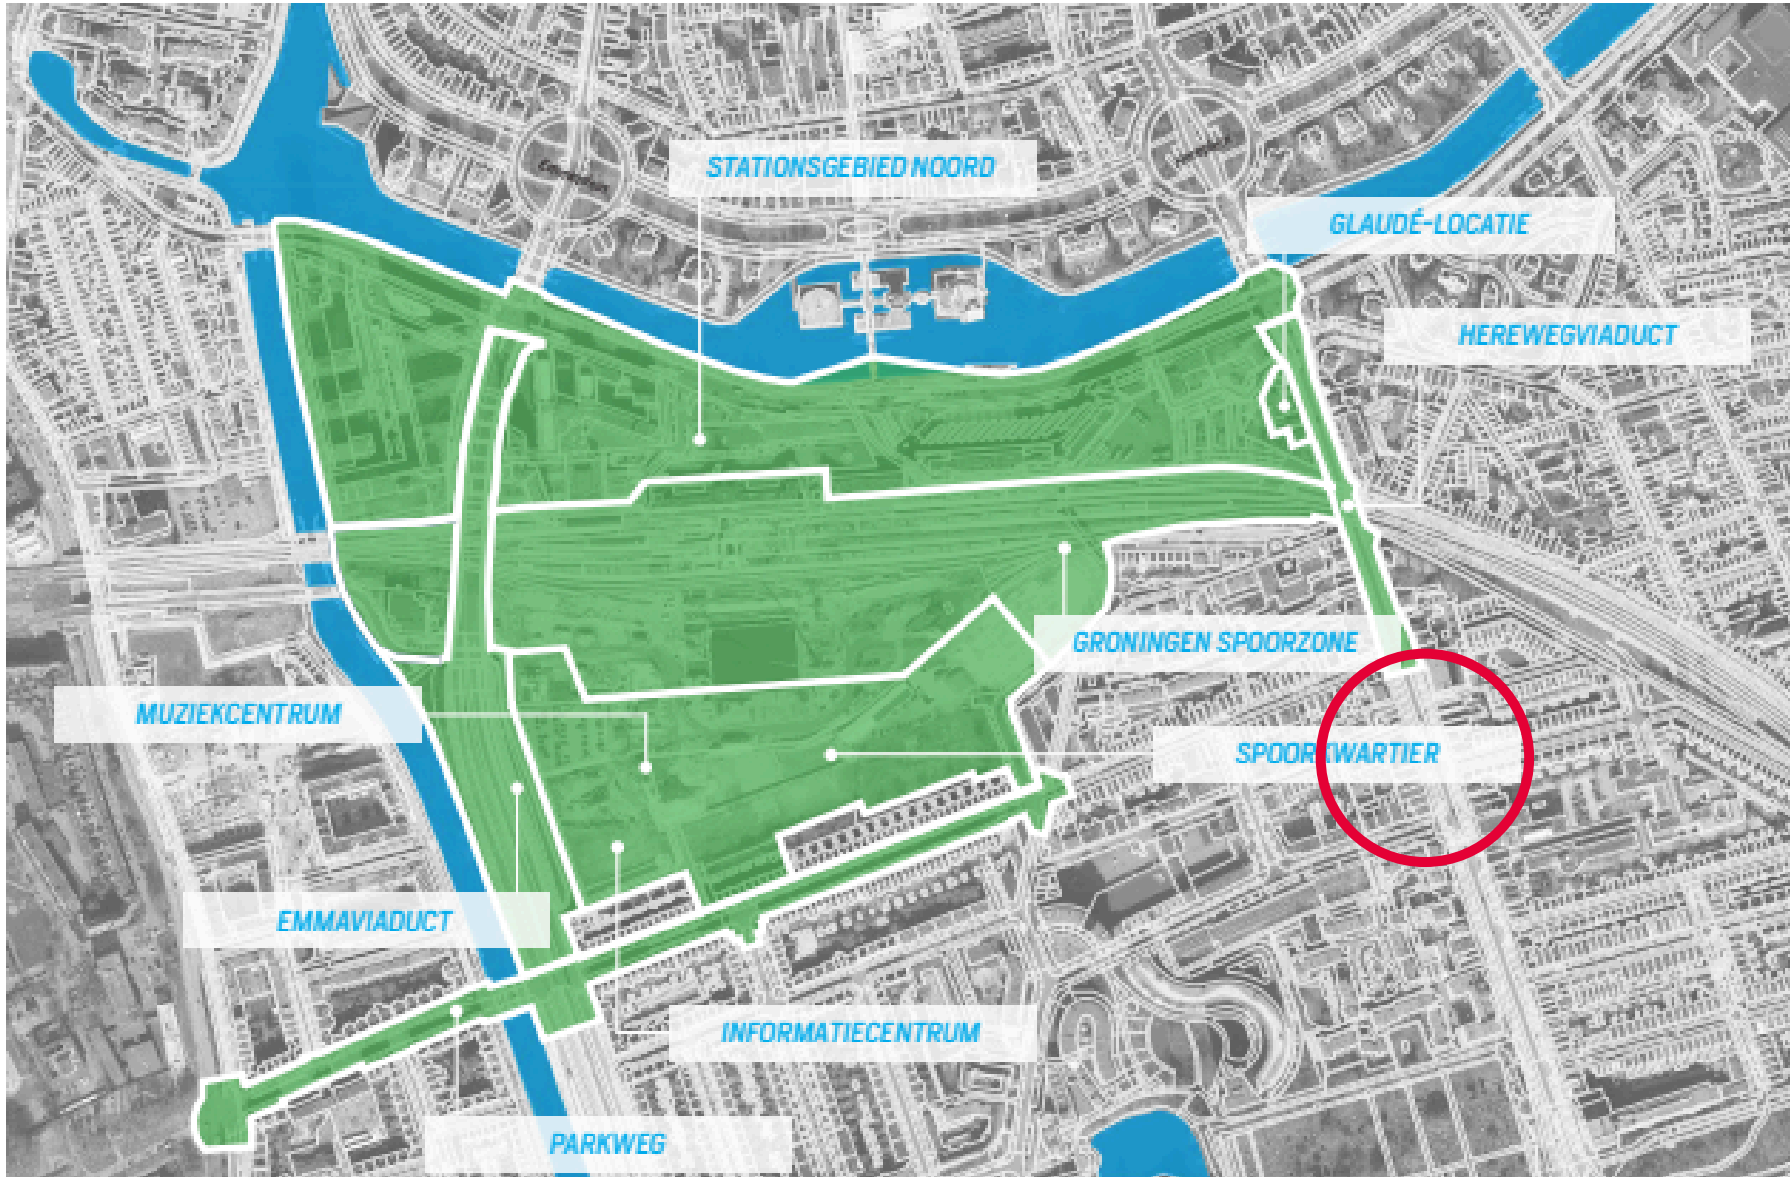 STATIONSGEBIED NOORD
GLAUDÉ-LOCATIE
HEREWEGVIADUCT
GRONINGEN SPOORZONE
MUZIEKCENTRUM
SPOORKWARTIER
EMMAVIADUCT
INFORMATIECENTRUM
PARKWEG